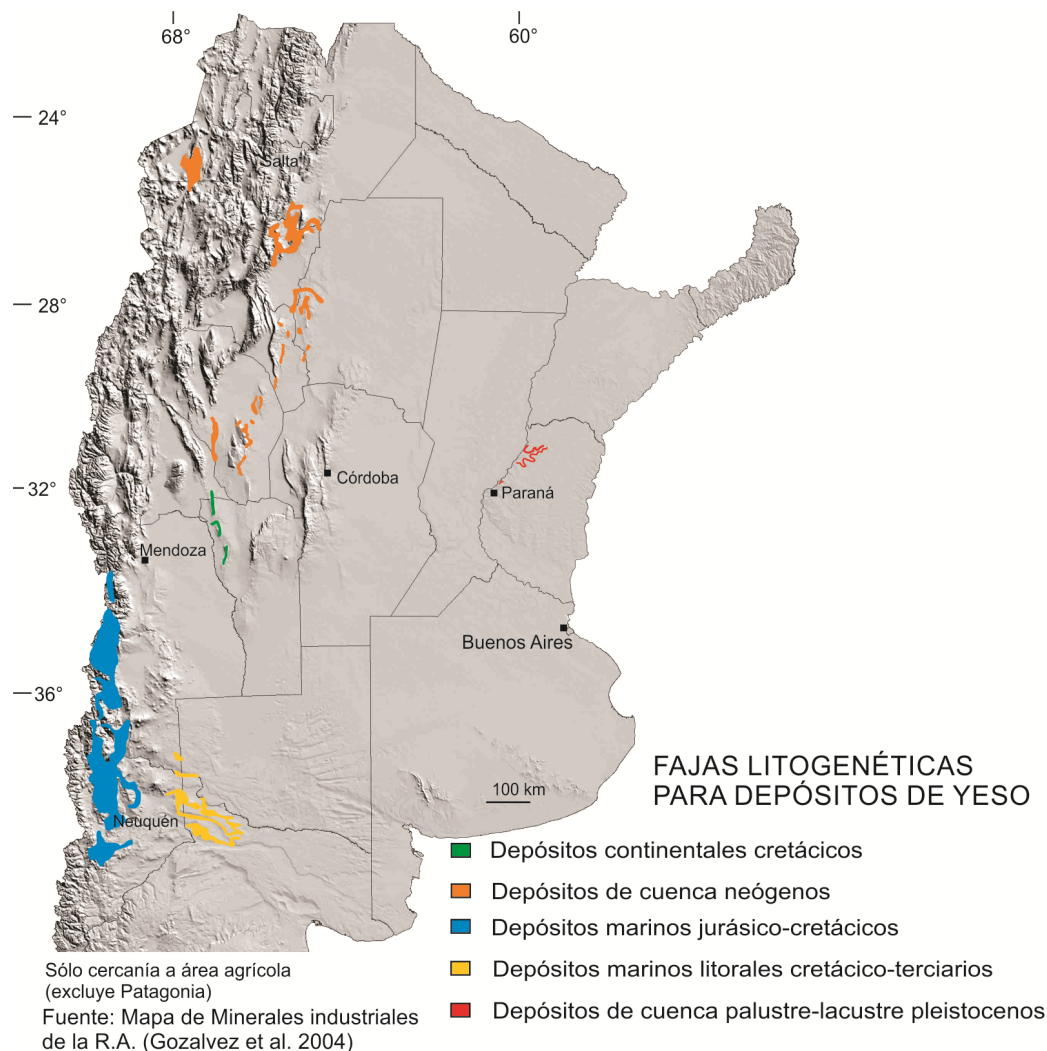 68°
60°
24°
Salta
28°
32°
Córdoba
Paraná
Mendoza
Buenos Aires
36°
FAJAS LITOGENÉTICAS
PARA DEPÓSITOS DE YESO
100 km
Neuquén
Depósitos continentales cretácicos
Depósitos de cuenca neógenos
Depósitos marinos jurásico-cretácicos
Depósitos marinos litorales cretácico-terciarios
Depósitos de cuenca palustre-lacustre pleistocenos
Sólo cercanía a área agrícola
(excluye Patagonia)
Fuente: Mapa de Minerales industriales
de la R.A. (Gozalvez et al. 2004)